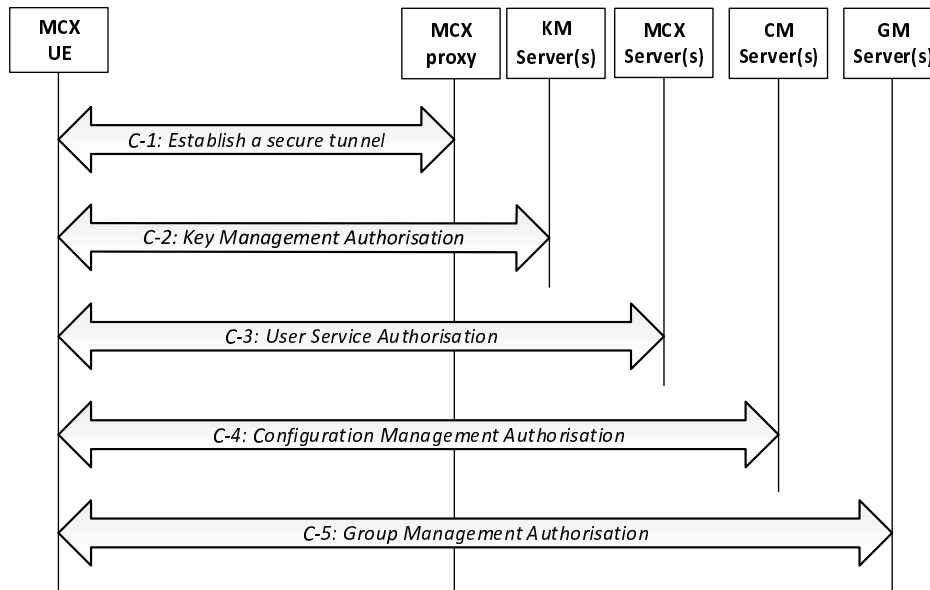 MCX
UE
MCX
proxy
KM
Server(s)
MCX
Server(s)
CM
Server(s)
GM
Server(s)
C-1: Establish a secure tunnel
C-2: Key Management Authorisation
C-3: User Service Authorisation
C-4: Configuration Management Authorisation
C-5: Group Management Authorisation